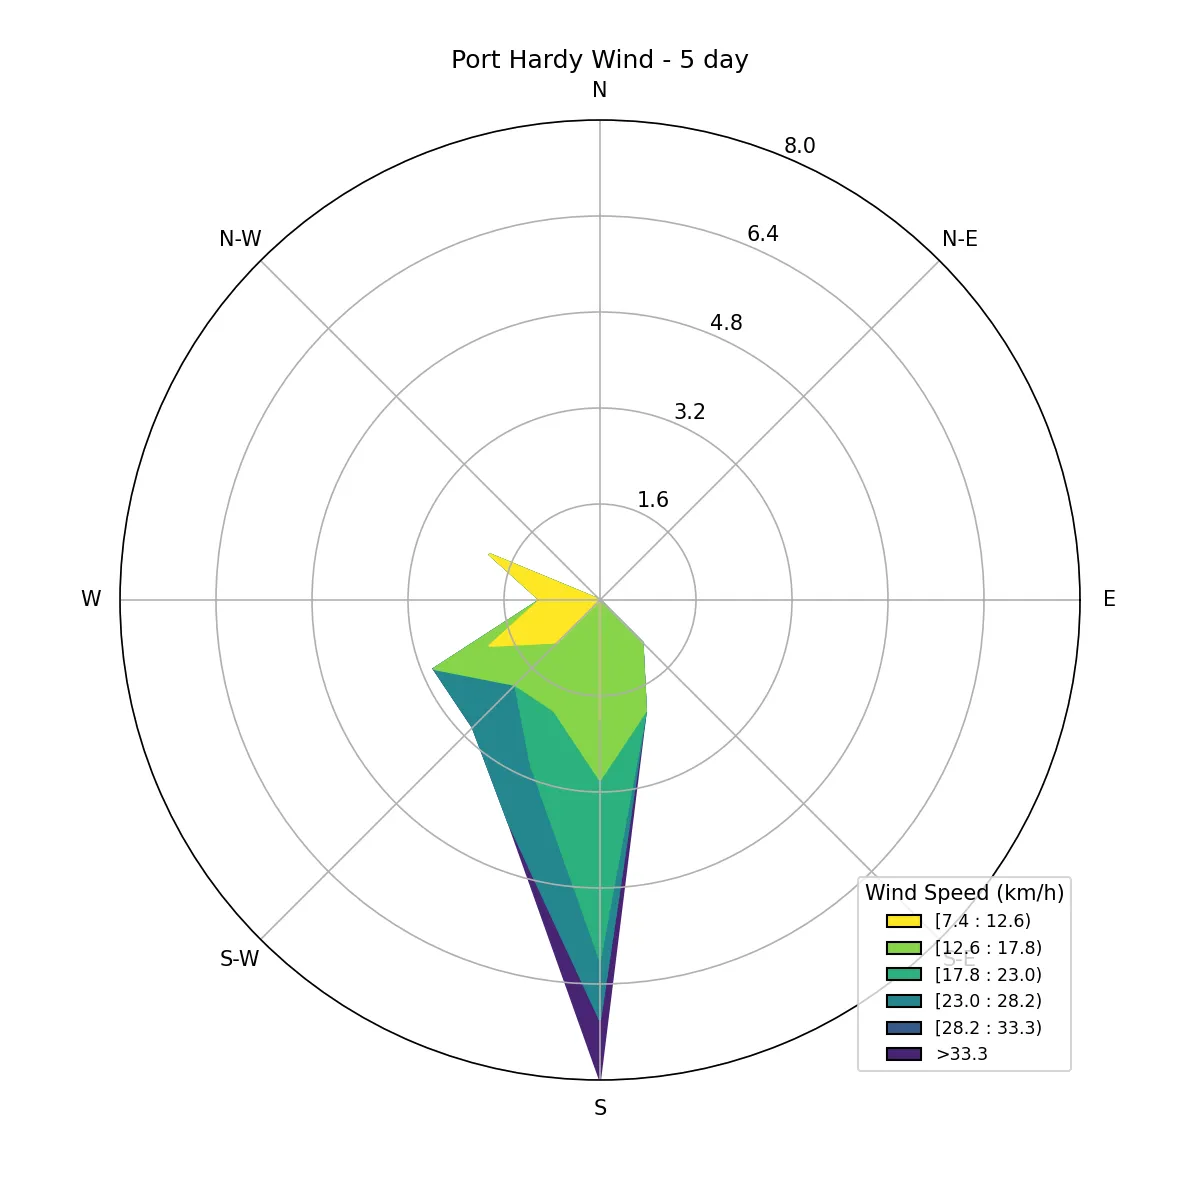 Port Hardy Wind - 5 day
N
8.0
N-W
6.4
N-E
4.8
3.2
1.6
W
E
S-W
S-E
S
Wind Speed (km/h)
[7.4 : 12.6)
[12.6 : 17.8)
[17.8 : 23.0)
[23.0 : 28.2)
[28.2 : 33.3)
>33.3